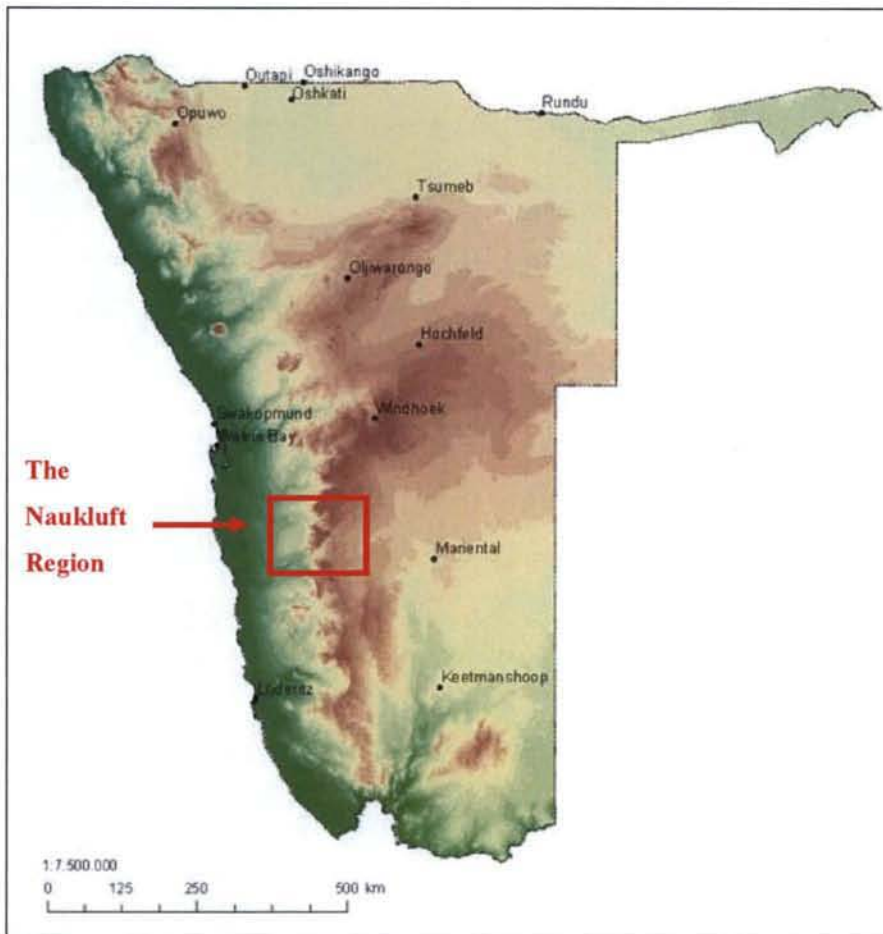 Outapi
Oshikango
Oshkati
Rundu
Opuwo
Tsumeb
Otjiwarongo
Hochfeld
Windhoek
Swakopmund
Walvis Bay
The
Naukluft
Region
Mariental
Keetmanshoop
Lüderitz
1:7.500.000
0 125 250 500 km